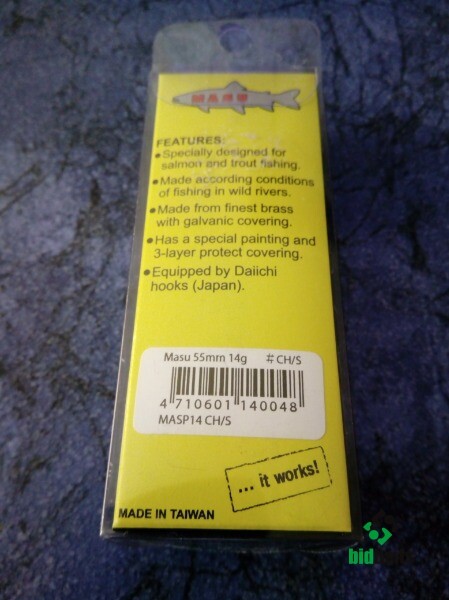 MASU
FEATURES:
•Specially designed for
salmon and trout fishing.
•Made according conditions
of fishing in wild rivers.
•Made from finest brass
with galvanic covering.
•Has a special painting and
3-layer protect covering.
•Equipped by Daiichi
hooks (Japan).
Masu 55mm 14g #CH/S
4 710601 140048
MASP14 CH/S
... it works!
MADE IN TAIWAN
bid